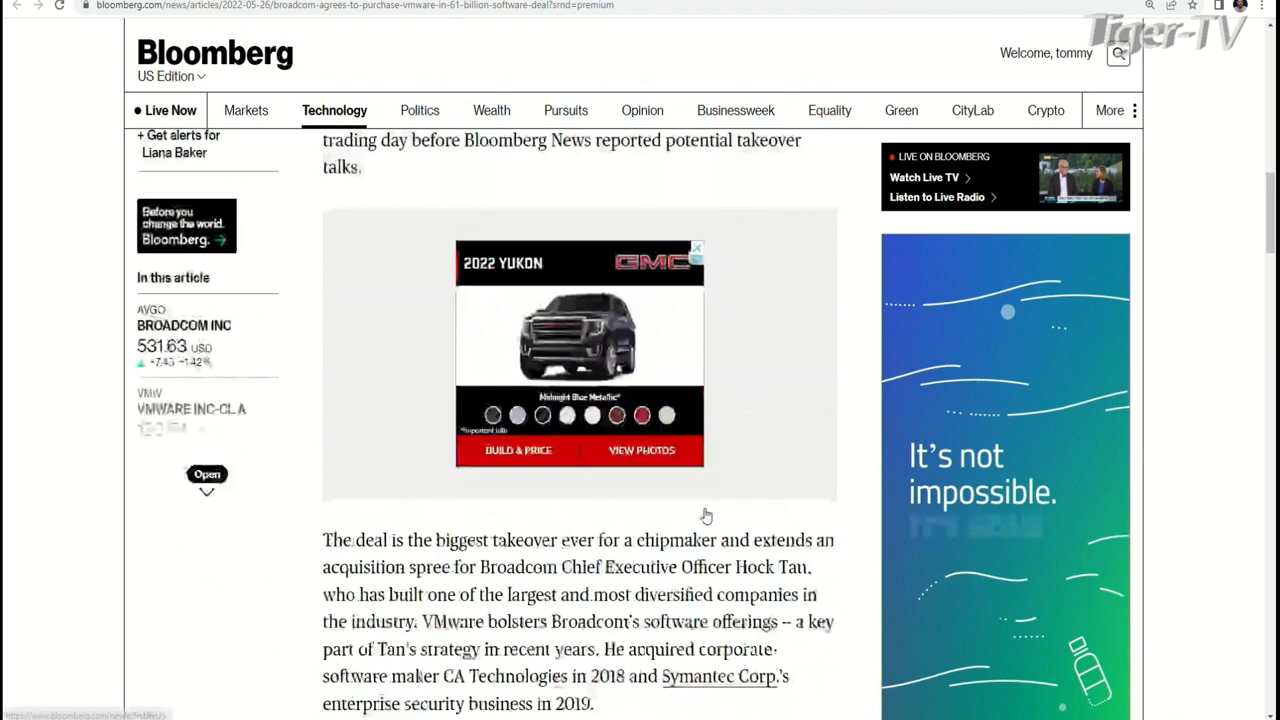 bloomberg.com/news/articles/2022-05-26/broadcom-agrees-to-purchase-vmware-in-61-billion-software-deal?srnd=premium
Tiger-TV
Bloomberg
US Edition
Welcome, tommy
Live Now
Markets
Technology
Politics
Wealth
Pursuits
Opinion
Businessweek
Equality
Green
CityLab
Crypto
More
+ Get alerts for
Liana Baker
Before you
change the world.
Bloomberg. →
In this article
AVGO
BROADCOM INC
531.63 USD
+7.43 +1.42%
VMW
VMWARE INC-CL A
Open
trading day before Bloomberg News reported potential takeover
talks.
2022 YUKON
GMC
Midnight Blue Metallic*
*Important Info
BUILD & PRICE
VIEW PHOTOS
The deal is the biggest takeover ever for a chipmaker and extends an
acquisition spree for Broadcom Chief Executive Officer Hock Tan,
who has built one of the largest and most diversified companies in
the industry. VMware bolsters Broadcom's software offerings -- a key
part of Tan's strategy in recent years. He acquired corporate-
software maker CA Technologies in 2018 and Symantec Corp.'s
enterprise security business in 2019.
LIVE ON BLOOMBERG
Watch Live TV
Listen to Live Radio
It's not
impossible.